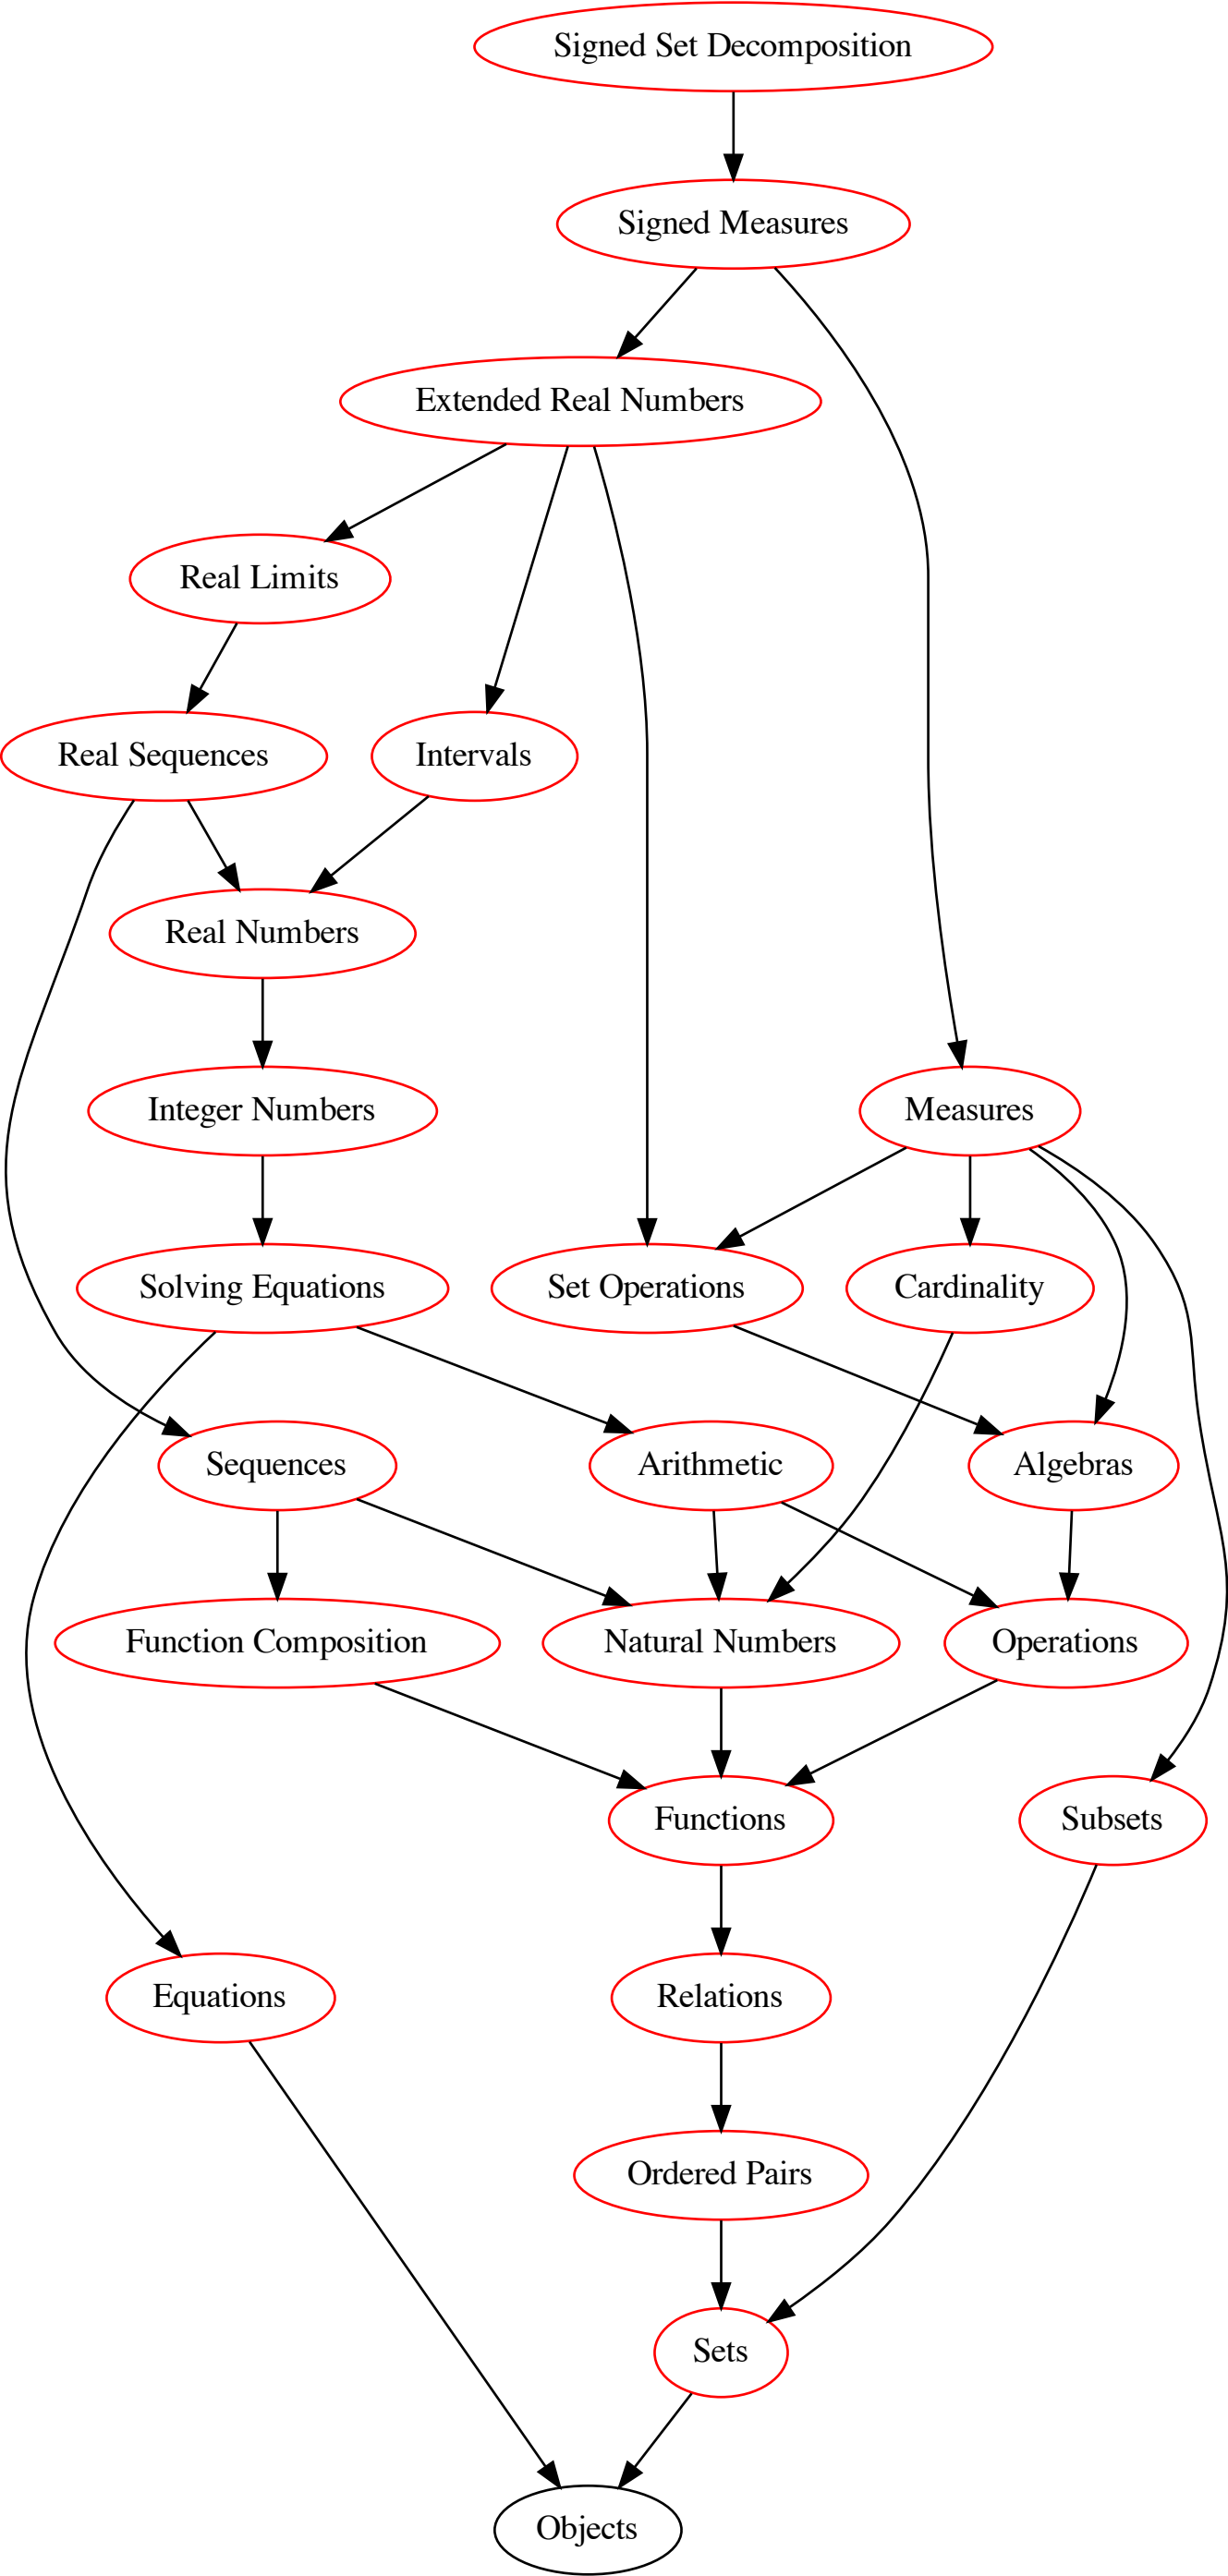 Signed Set Decomposition
Signed Measures
Extended Real Numbers
Real Limits
Real Sequences
Intervals
Real Numbers
Integer Numbers
Measures
Solving Equations
Set Operations
Cardinality
Sequences
Arithmetic
Algebras
Function Composition
Natural Numbers
Operations
Functions
Subsets
Equations
Relations
Ordered Pairs
Sets
Objects